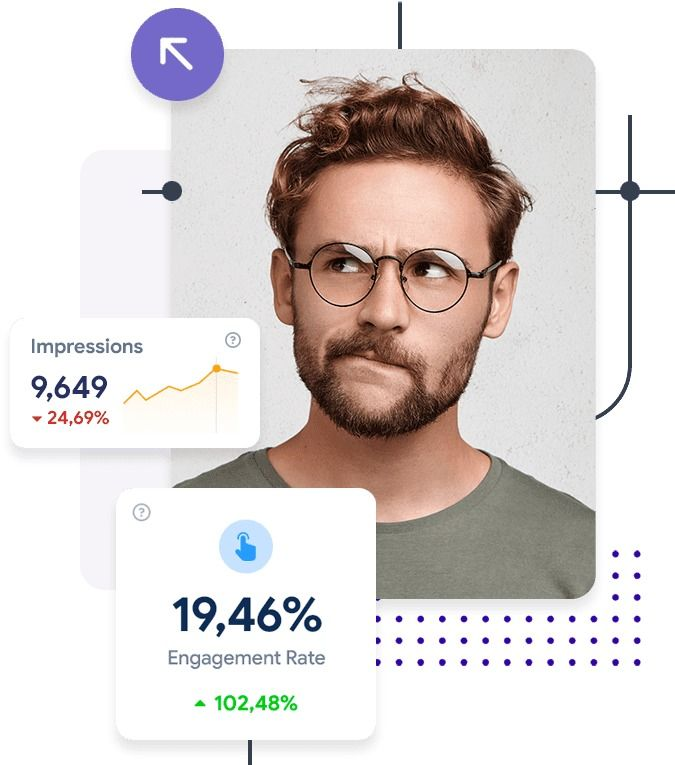 Impressions
9,649
24,69%
19,46%
Engagement Rate
102,48%